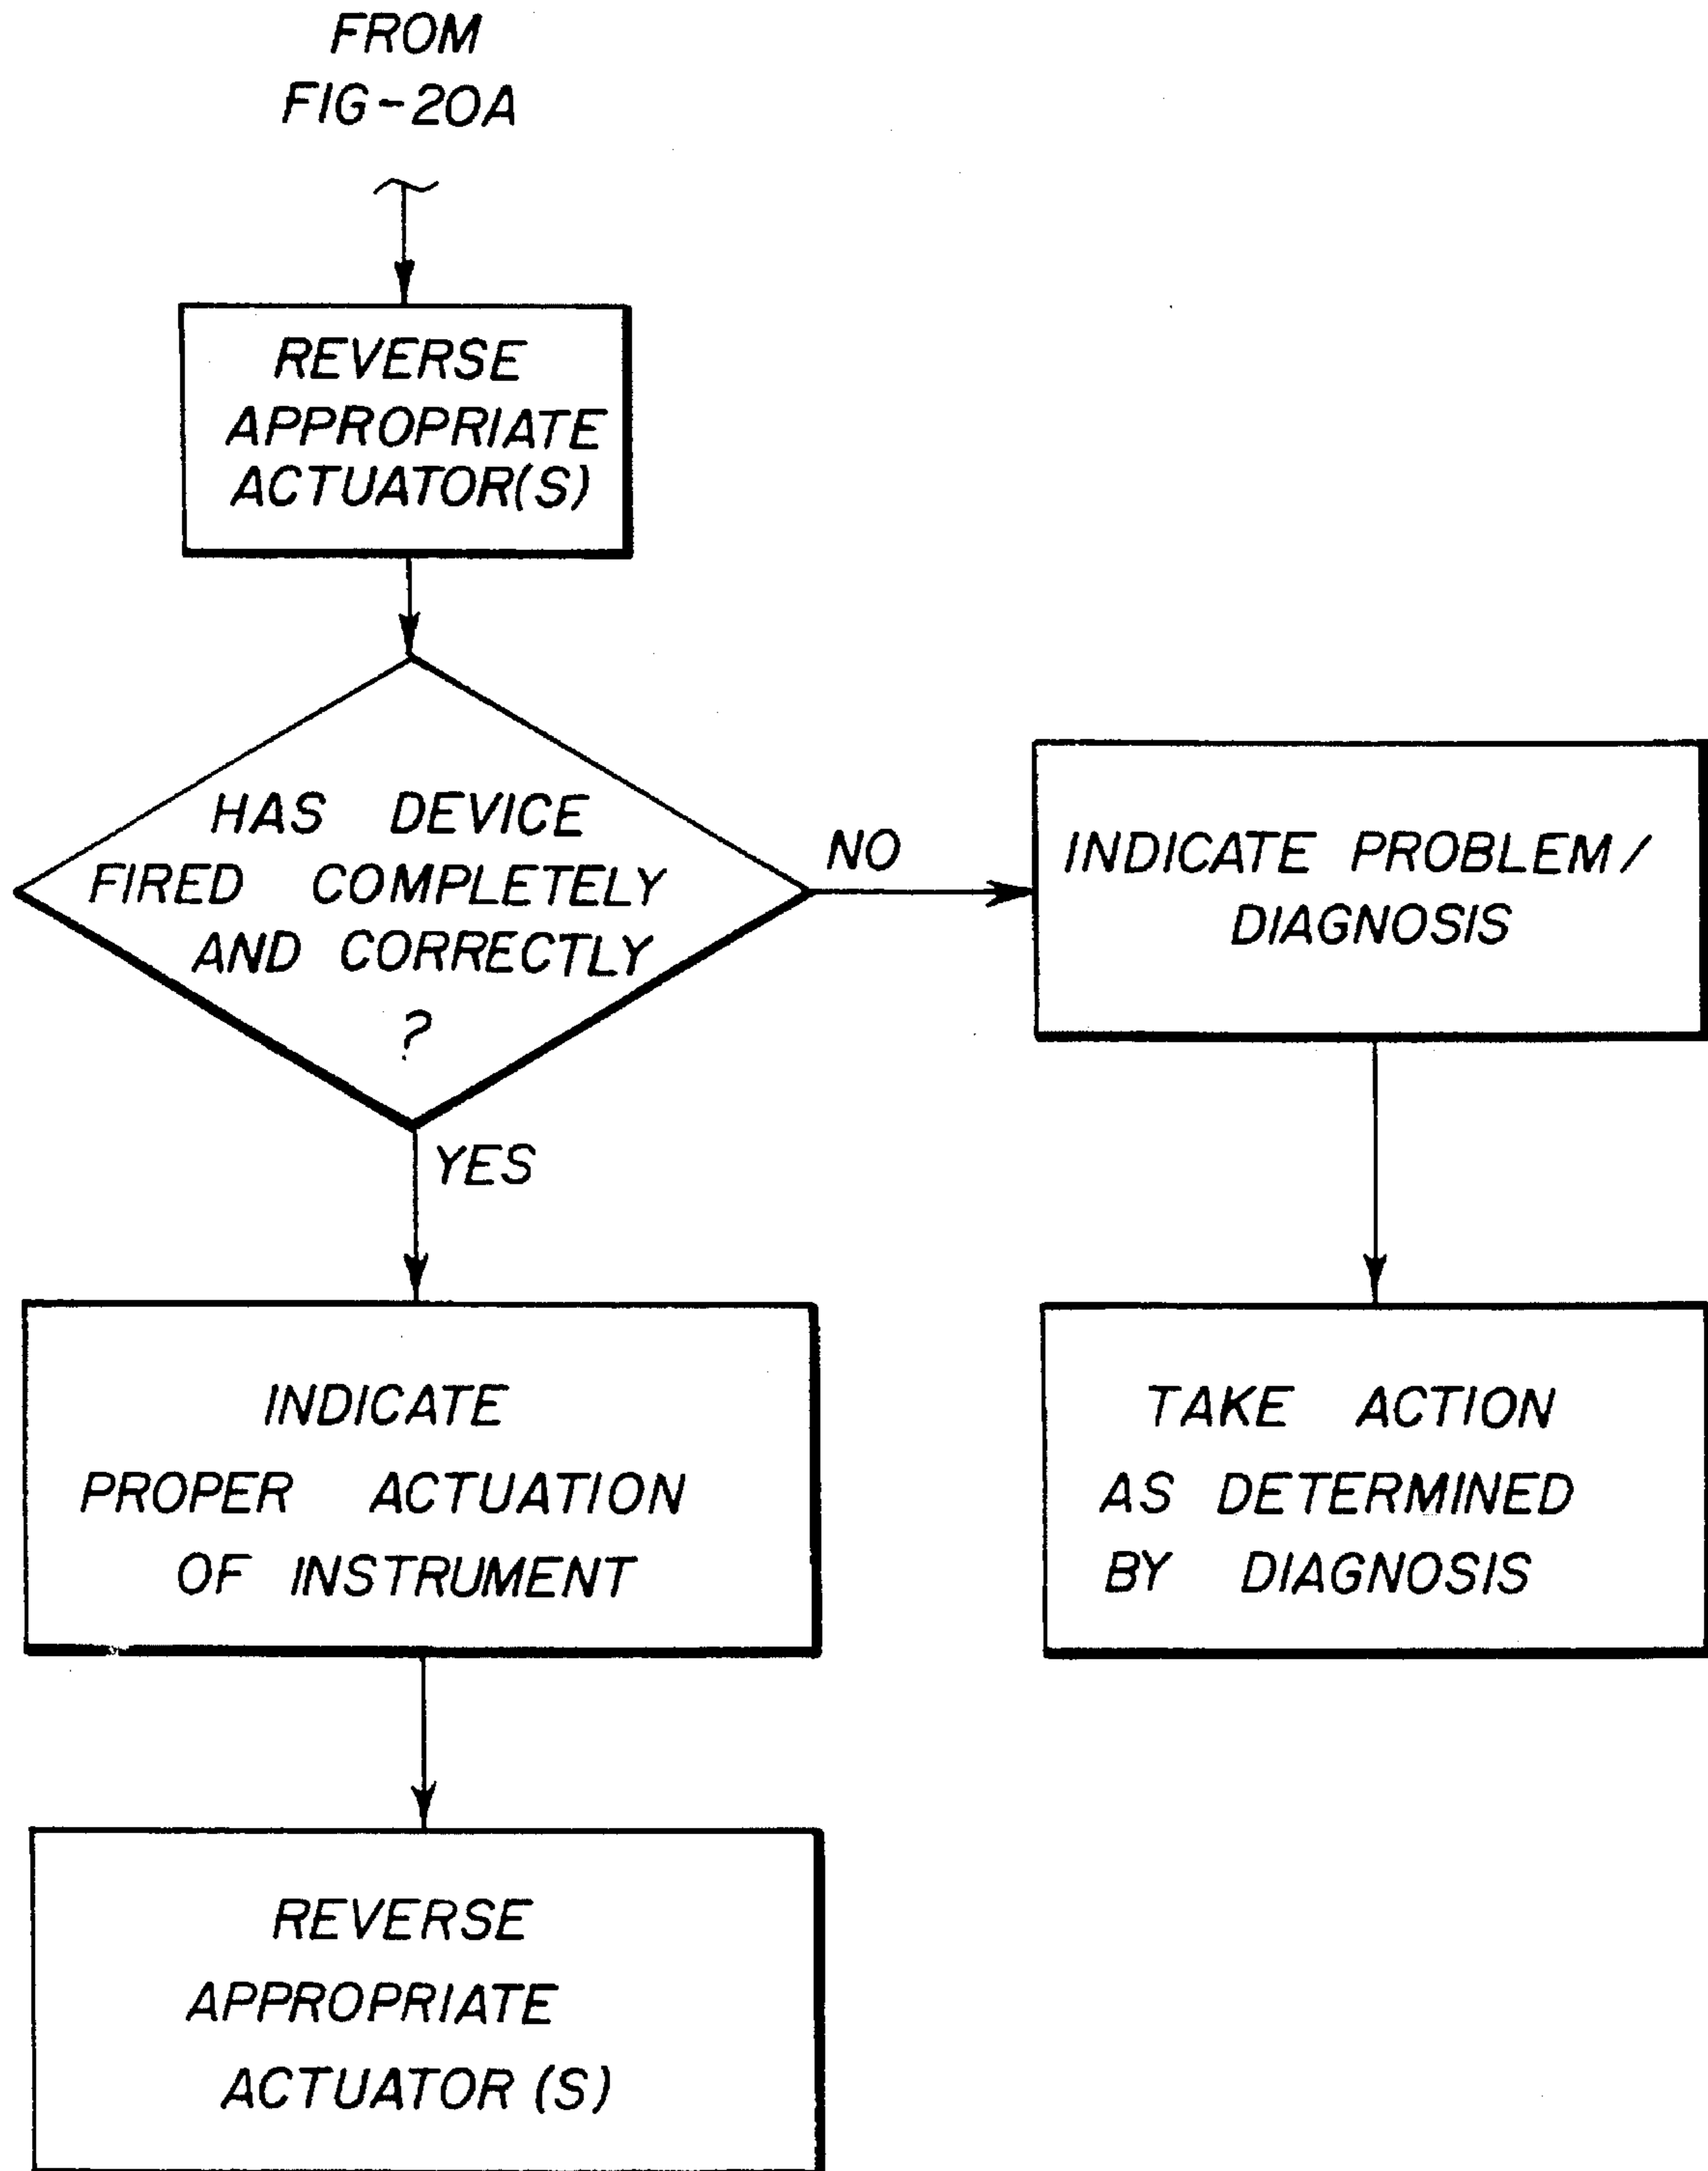 FROM
FIG-20A
REVERSE
APPROPRIATE
ACTUATOR(S)
HAS DEVICE
FIRED COMPLETELY
AND CORRECTLY
?
NO
INDICATE PROBLEM/
DIAGNOSIS
YES
INDICATE
PROPER ACTUATION
OF INSTRUMENT
TAKE ACTION
AS DETERMINED
BY DIAGNOSIS
REVERSE
APPROPRIATE
ACTUATOR (S)